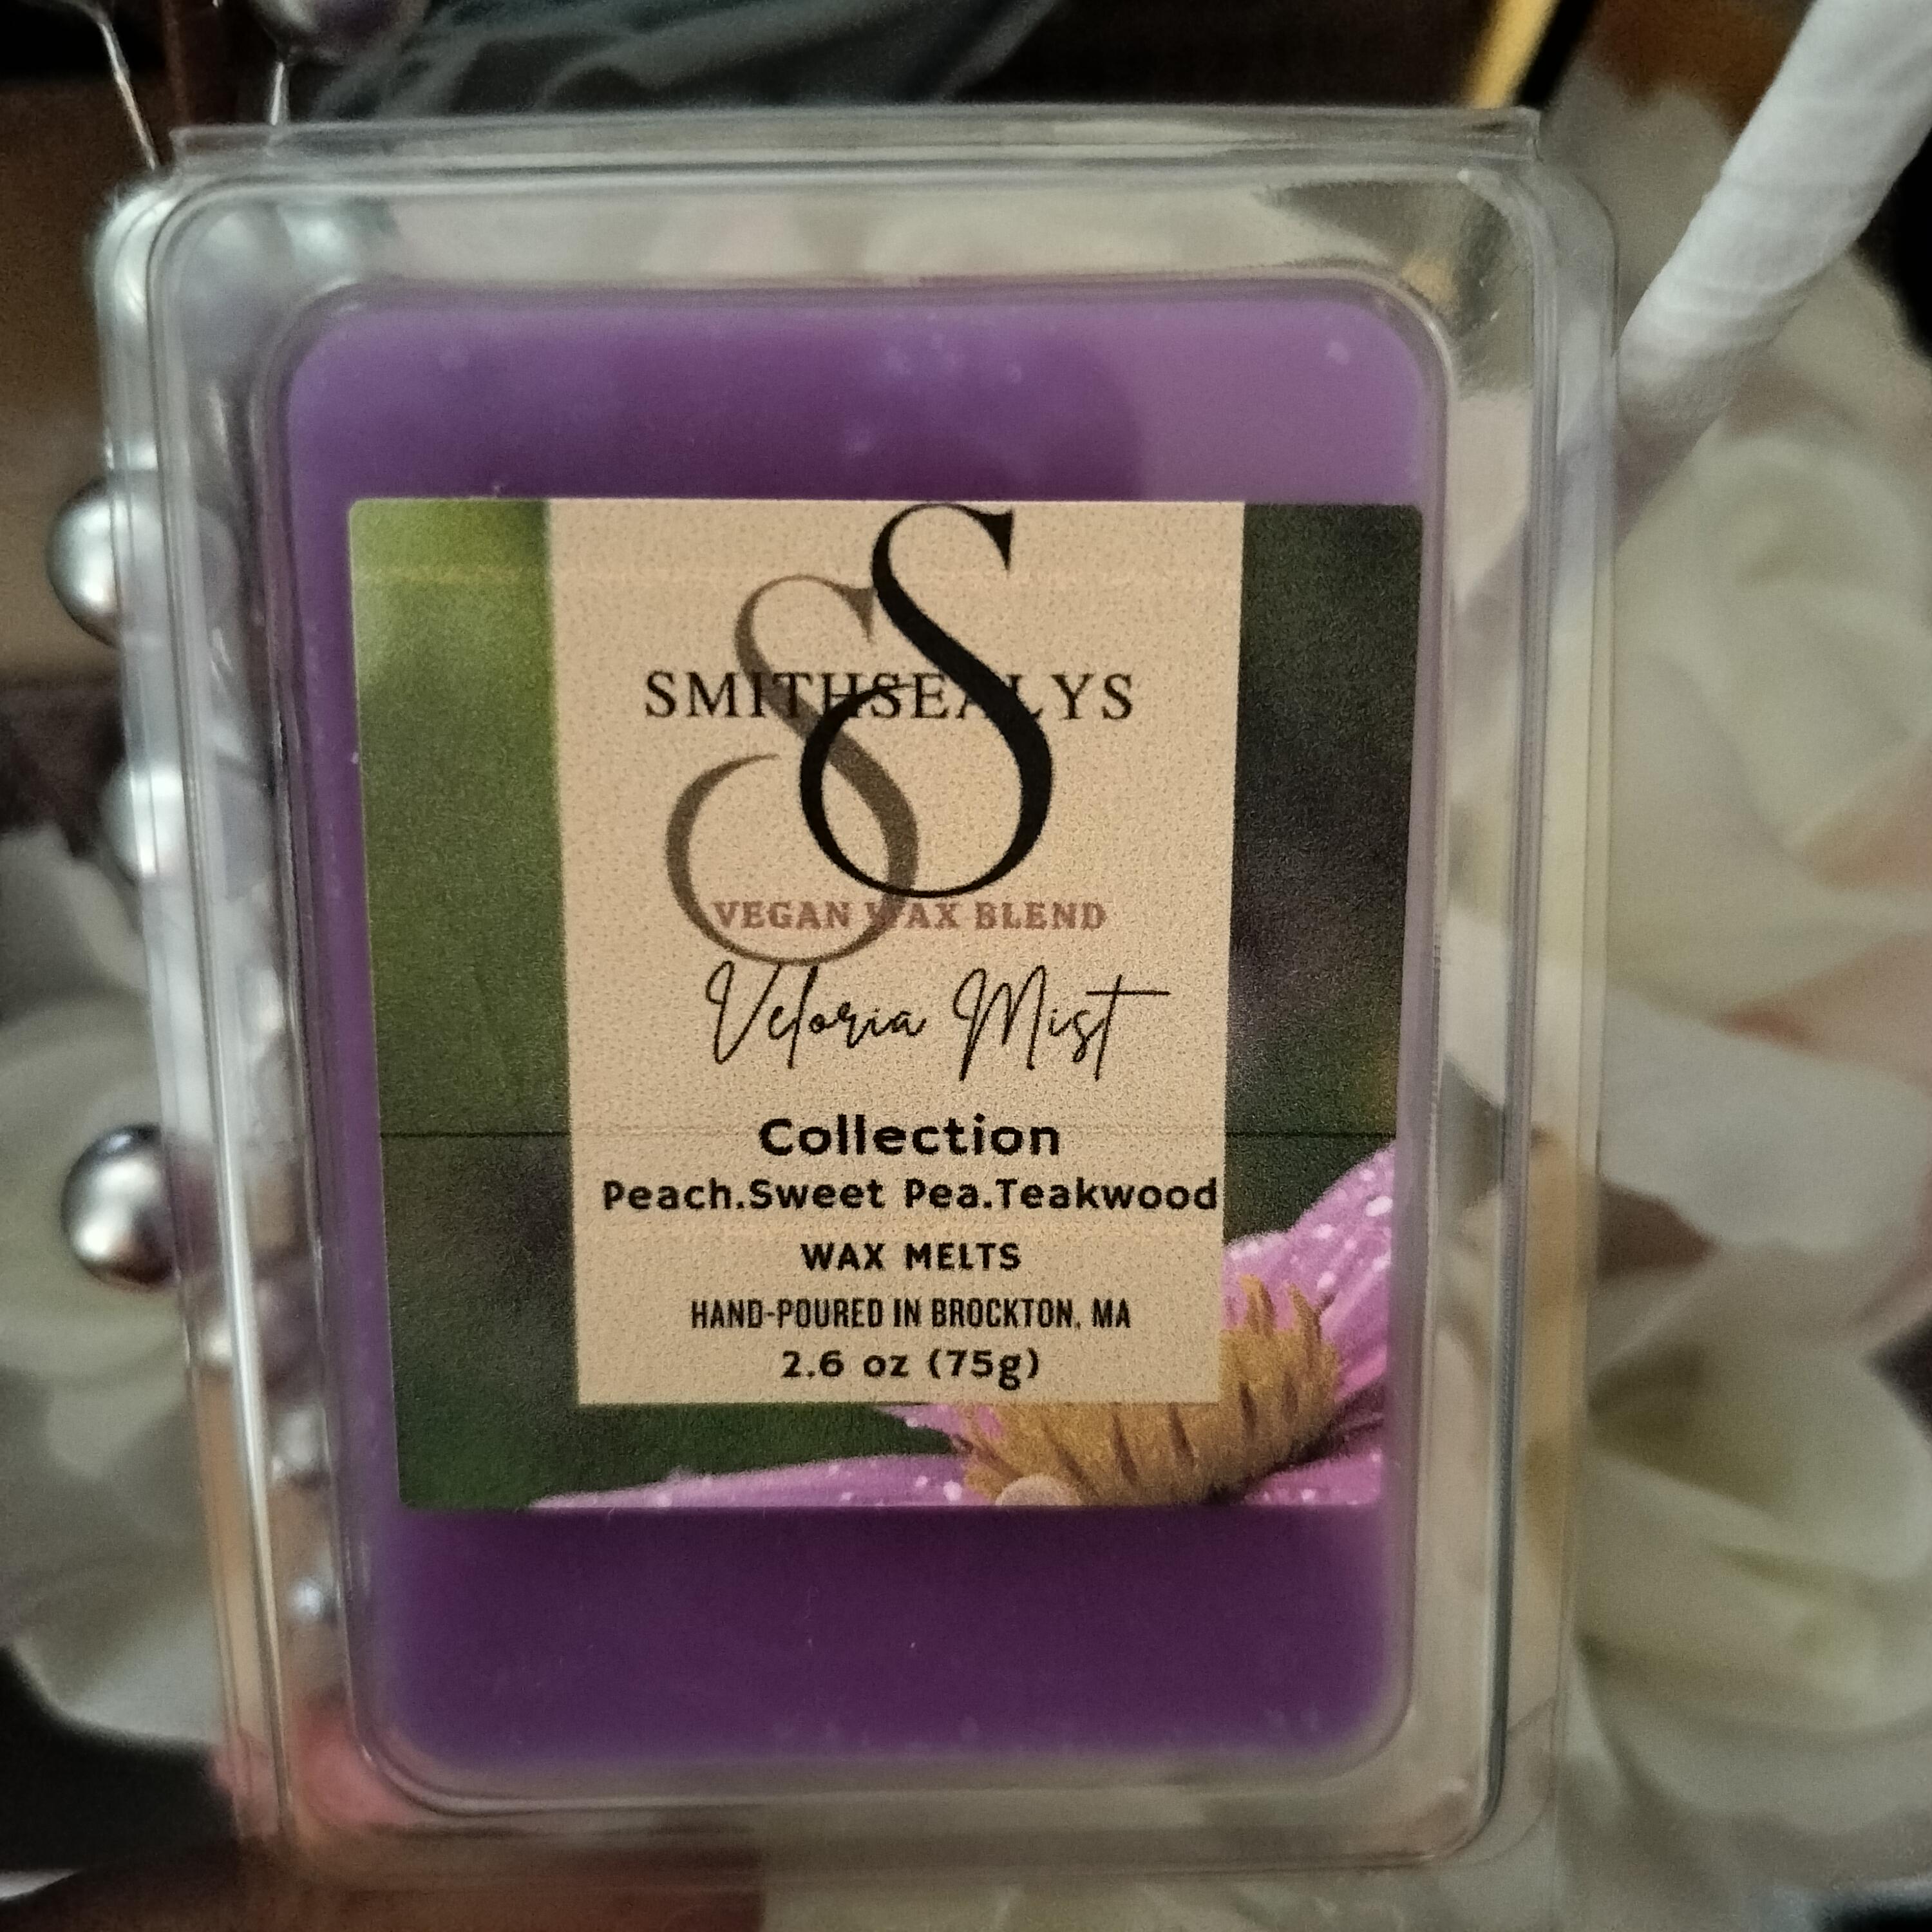 SS
SMITHSEALYS
VEGAN WAX BLEND
Veloria Mist
Collection
Peach.Sweet Pea.Teakwood
WAX MELTS
HAND-POURED IN BROCKTON, MA
2.6 oz (75g)